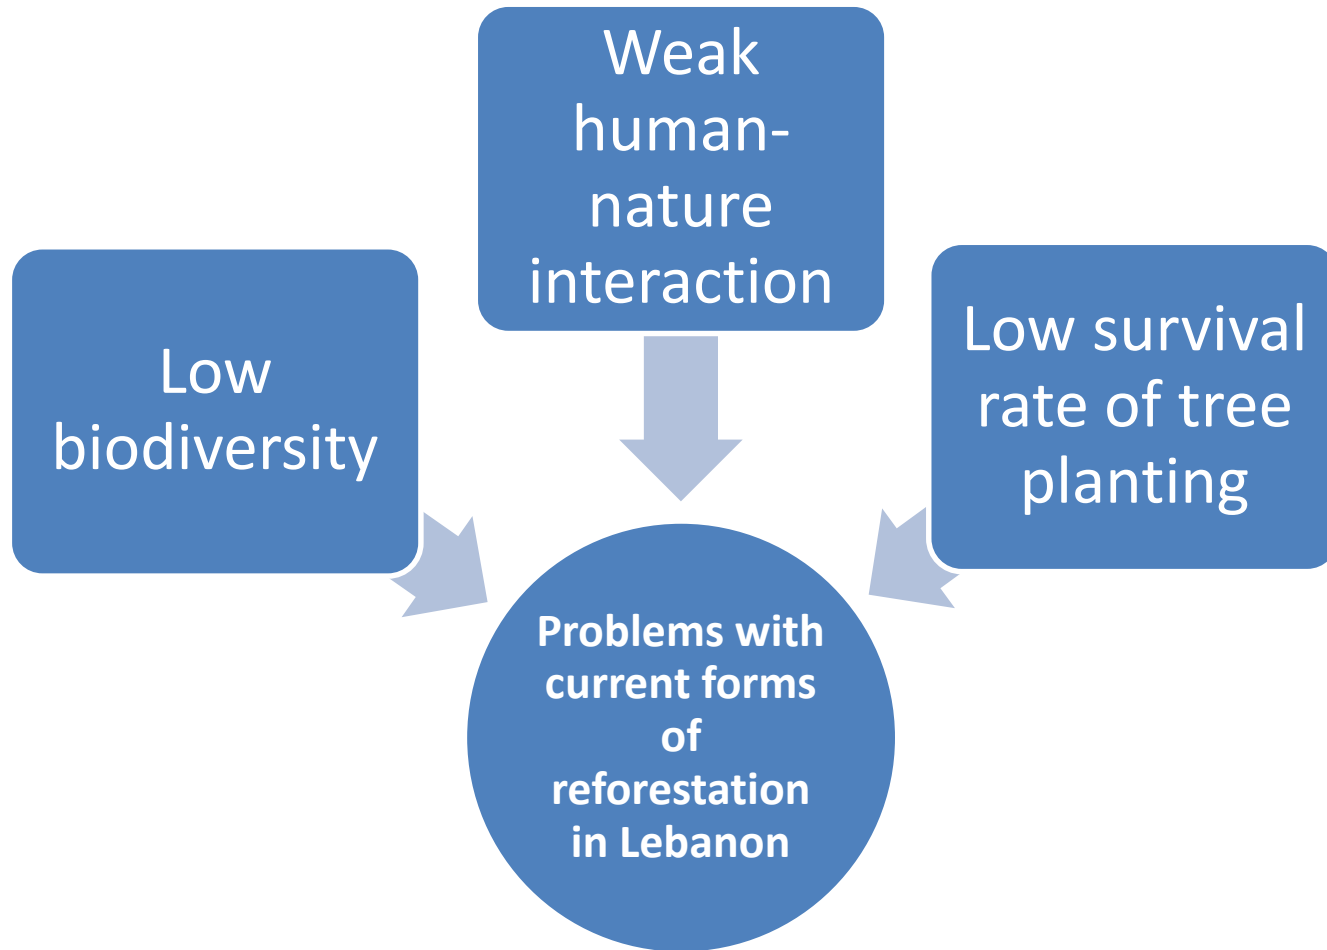 Weak
human-
nature
interaction
Low
biodiversity
Low survival
rate of tree
planting
Problems with
current forms
of
reforestation
in Lebanon